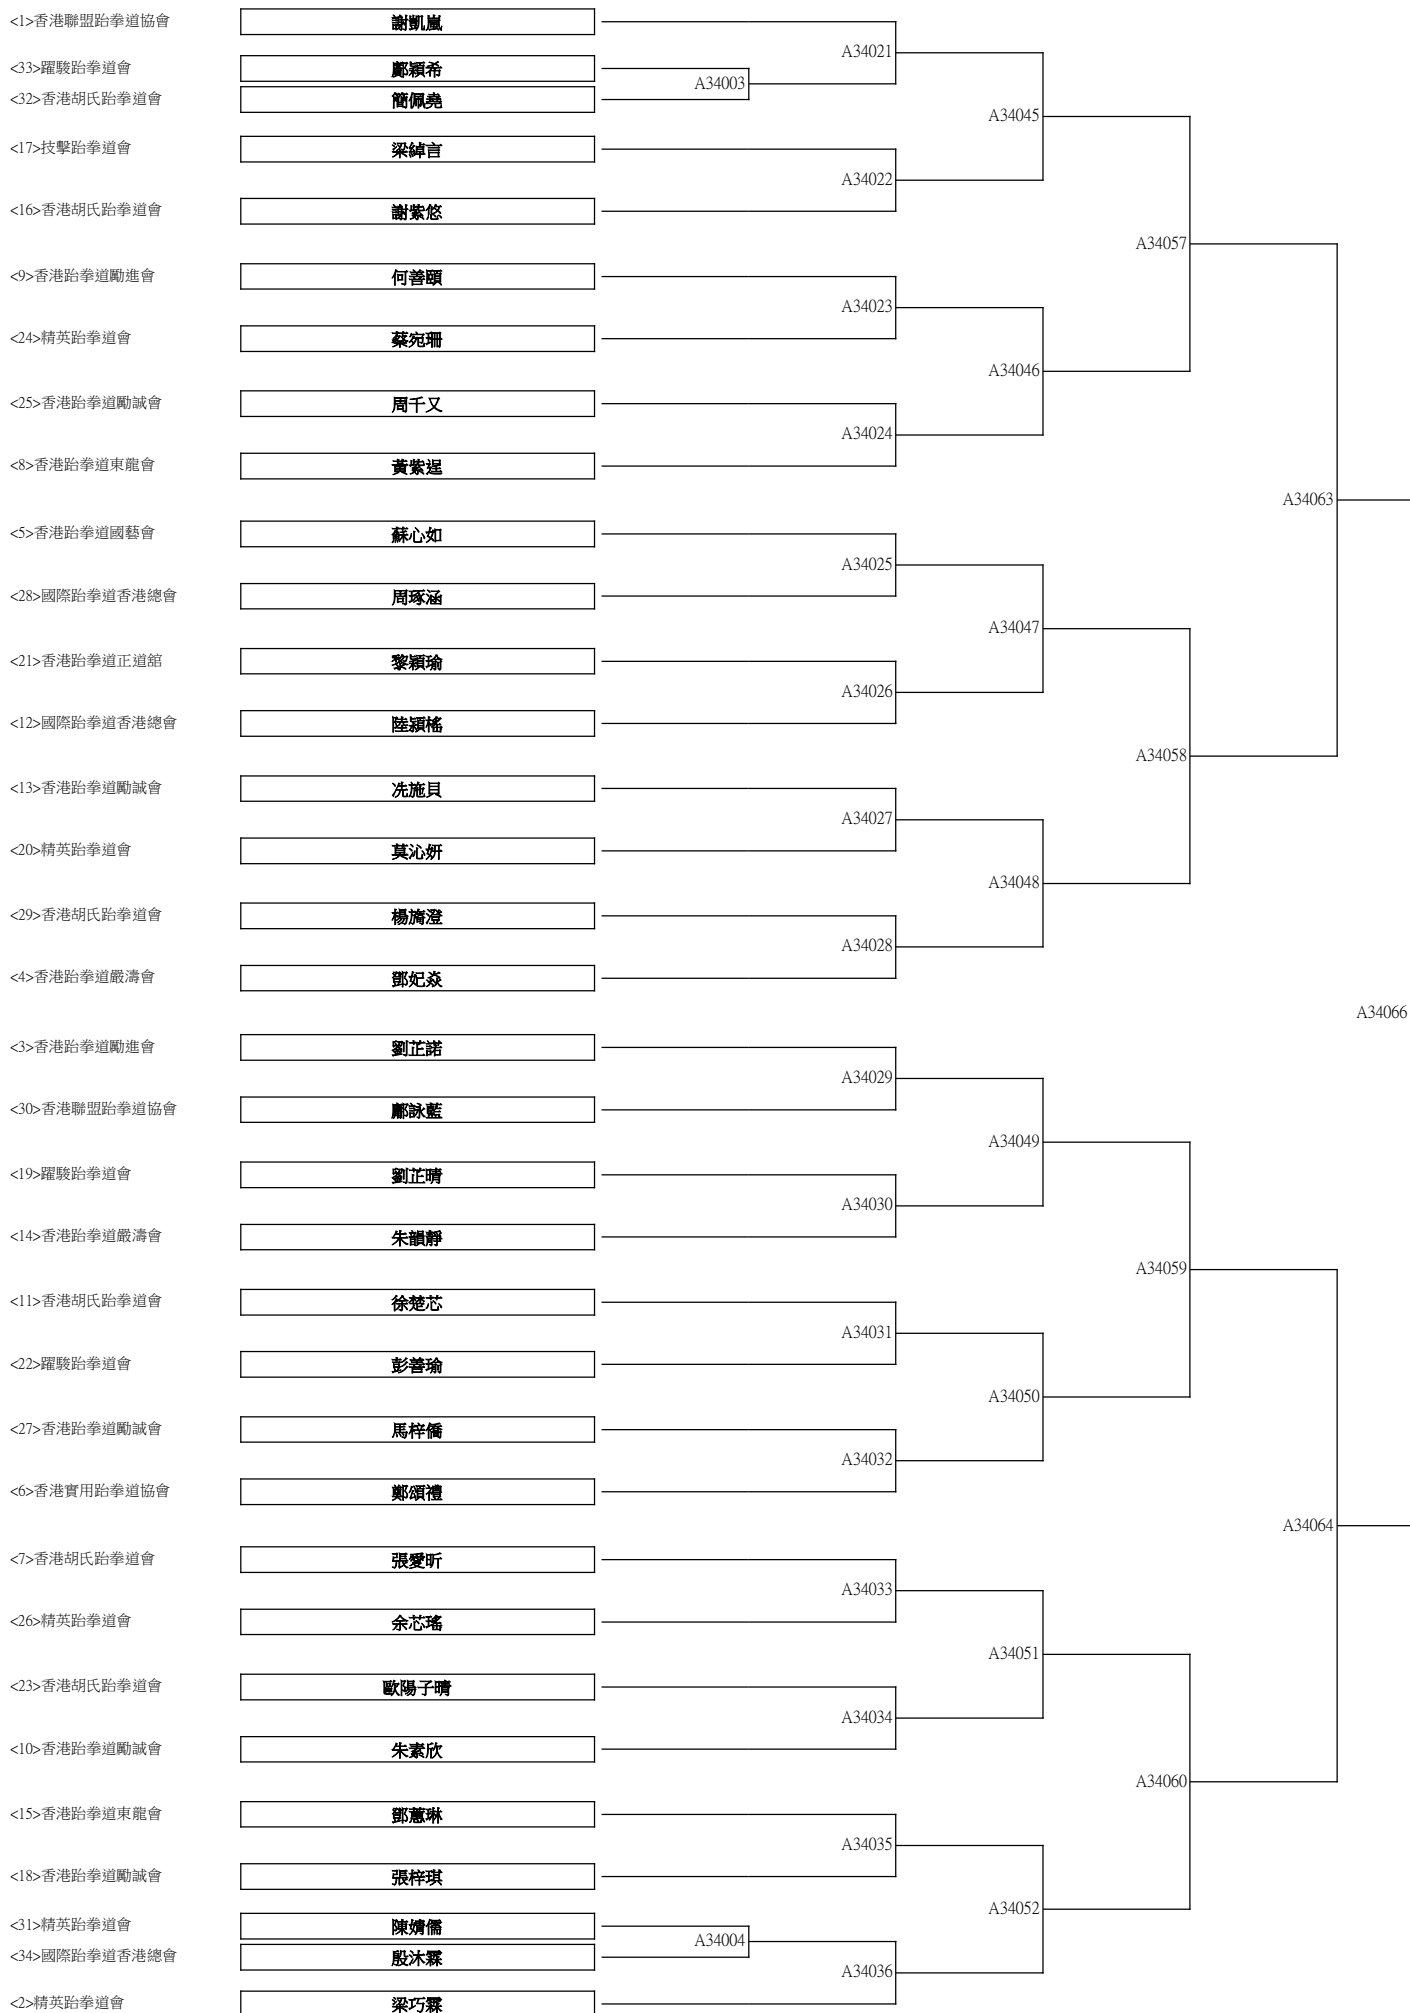 <1>香港聯盟跆拳道協會 謝凱嵐
A34021
<33>躍駿跆拳道會 鄺穎希
A34003
<32>香港胡氏跆拳道會 簡佩堯
A34045
<17>技擊跆拳道會 梁綽言
A34022
<16>香港胡氏跆拳道會 謝紫悠
A34057
<9>香港跆拳道勵進會 何善頤
A34023
<24>精英跆拳道會 蔡宛珊
A34046
<25>香港跆拳道勵誠會 周千又
A34024
<8>香港跆拳道東龍會 黃紫逞
A34063
<5>香港跆拳道國藝會 蘇心如
A34025
<28>國際跆拳道香港總會 周琢涵
A34047
<21>香港跆拳道正道舘 黎穎瑜
A34026
<12>國際跆拳道香港總會 陸潁榣
A34058
<13>香港跆拳道勵誠會 冼施貝
A34027
<20>精英跆拳道會 莫沁妍
A34048
<29>香港胡氏跆拳道會 楊旖澄
A34028
<4>香港跆拳道嚴濤會 鄧妃焱
A34066
<3>香港跆拳道勵進會 劉芷諾
A34029
<30>香港聯盟跆拳道協會 鄺詠藍
A34049
<19>躍駿跆拳道會 劉芷晴
A34030
<14>香港跆拳道嚴濤會 朱韻靜
A34059
<11>香港胡氏跆拳道會 徐楚芯
A34031
<22>躍駿跆拳道會 彭善瑜
A34050
<27>香港跆拳道勵誠會 馬梓僑
A34032
<6>香港實用跆拳道協會 鄭頌禮
A34064
<7>香港胡氏跆拳道會 張愛昕
A34033
<26>精英跆拳道會 余芯瑤
A34051
<23>香港胡氏跆拳道會 歐陽子晴
A34034
<10>香港跆拳道勵誠會 朱素欣
A34060
<15>香港跆拳道東龍會 鄧蕙琳
A34035
<18>香港跆拳道勵誠會 張梓琪
A34052
<31>精英跆拳道會 陳婧儒
A34004
<34>國際跆拳道香港總會 殷沐霖
A34036
<2>精英跆拳道會 梁巧霖